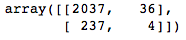 array([[2037,   36],
       [ 237,    4]])